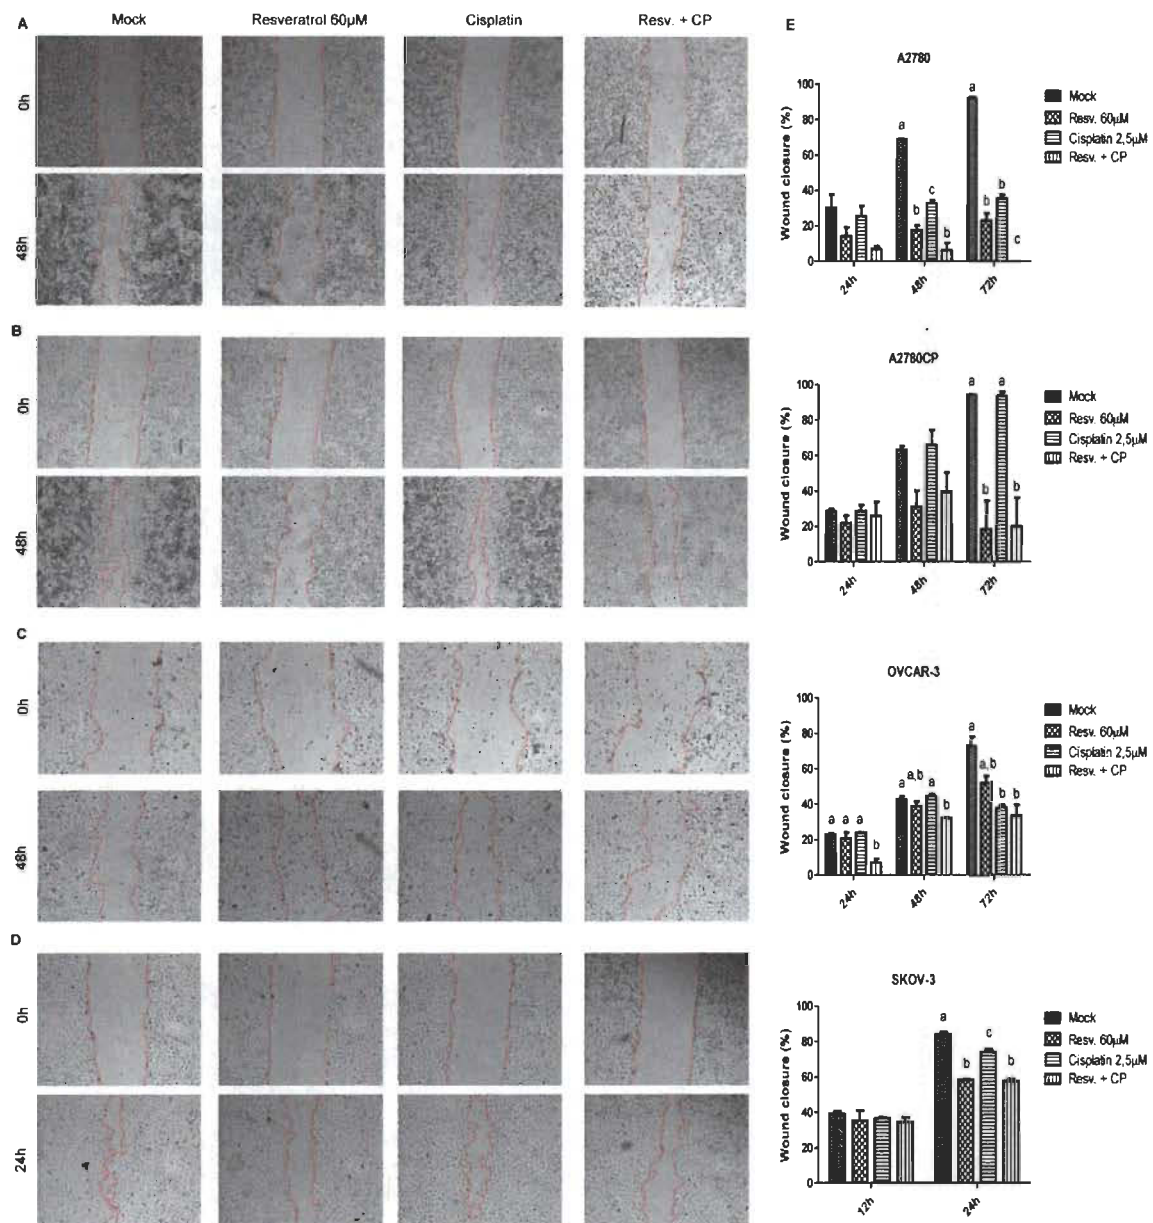 A
Mock
Resveratrol 60µM
Cisplatin
Resv. + CP
0h
48h
B
0h
48h
C
0h
48h
D
0h
24h
E
A2780
Wound closure (%)
100
80
60
40
20
0
a
a
b
c
b
b
b
c
24h
48h
72h
Mock
Resv. 60µM
Cisplatin 2,5µM
Resv. + CP
A2780CP
Wound closure (%)
100
80
60
40
20
0
a
a
b
b
24h
48h
72h
Mock
Resv. 60µM
Cisplatin 2,5µM
Resv. + CP
OVCAR-3
Wound closure (%)
100
80
60
40
20
0
a a
b
a a,b a
b
a
a,b
b b
24h
48h
72h
Mock
Resv. 60µM
Cisplatin 2,5µM
Resv. + CP
SKOV-3
Wound closure (%)
100
80
60
40
20
0
a
b
c
b
12h
24h
Mock
Resv. 60µM
Cisplatin 2,5µM
Resv. + CP